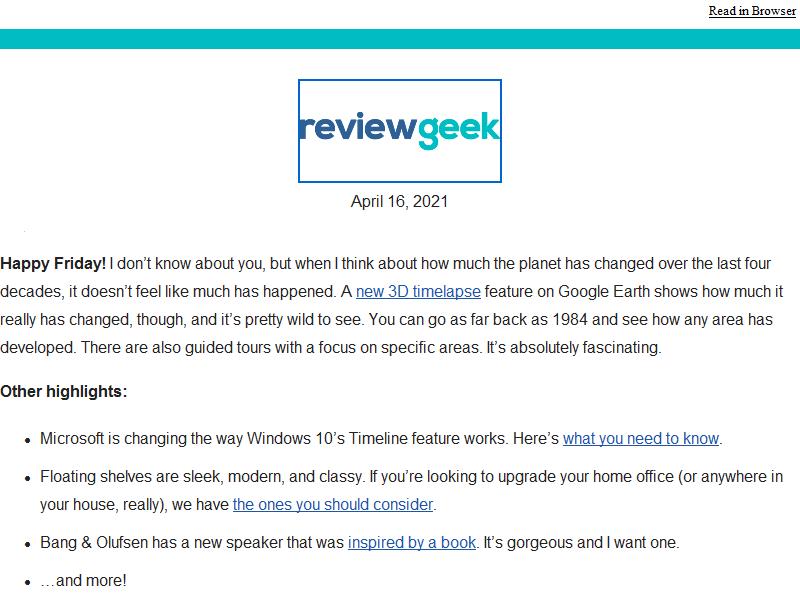 Read in Browser
reviewgeek
April 16, 2021
Happy Friday! I don’t know about you, but when I think about how much the planet has changed over the last four
decades, it doesn’t feel like much has happened. A new 3D timelapse feature on Google Earth shows how much it
really has changed, though, and it’s pretty wild to see. You can go as far back as 1984 and see how any area has
developed. There are also guided tours with a focus on specific areas. It’s absolutely fascinating.
Other highlights:
• Microsoft is changing the way Windows 10’s Timeline feature works. Here’s what you need to know.
• Floating shelves are sleek, modern, and classy. If you’re looking to upgrade your home office (or anywhere in
your house, really), we have the ones you should consider.
• Bang & Olufsen has a new speaker that was inspired by a book. It’s gorgeous and I want one.
• …and more!